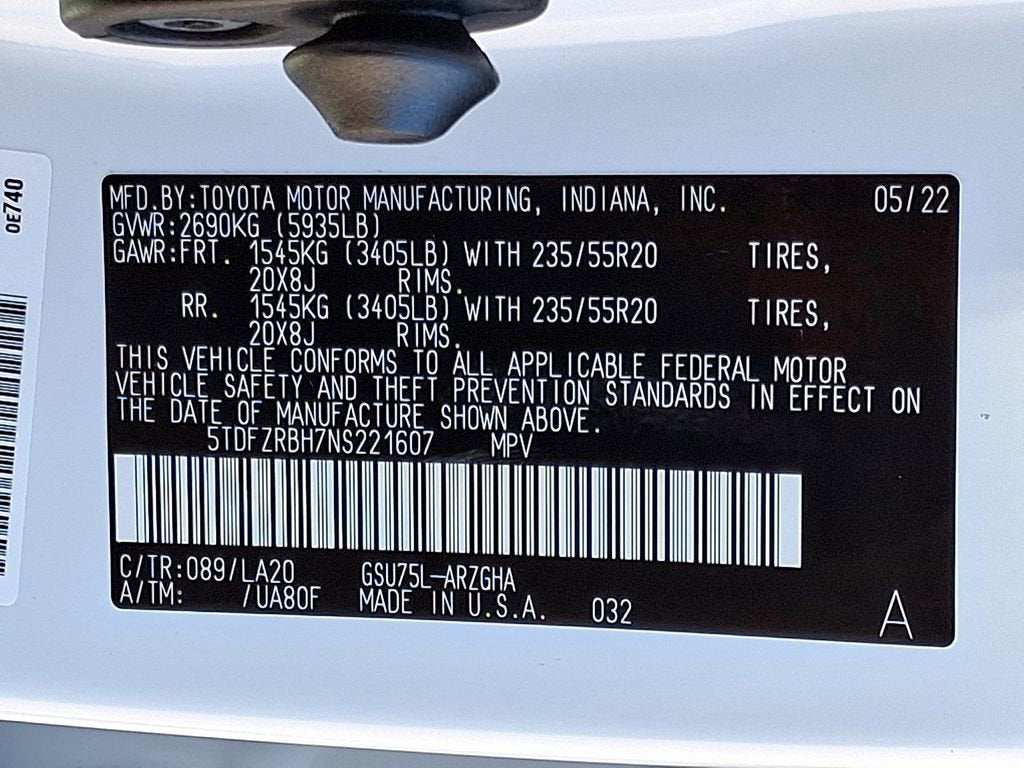 MFD.BY:TOYOTA MOTOR MANUFACTURING, INDIANA, INC. 05/22
GVWR:2690KG (5935LB)
GAWR:FRT. 1545KG (3405LB) WITH 235/55R20 TIRES,
20X8J RIMS.
RR. 1545KG (3405LB) WITH 235/55R20 TIRES,
20X8J RIMS.
THIS VEHICLE CONFORMS TO ALL APPLICABLE FEDERAL MOTOR
VEHICLE SAFETY AND THEFT PREVENTION STANDARDS IN EFFECT ON
THE DATE OF MANUFACTURE SHOWN ABOVE.
5TDFZRBH7NS221607 MPV
C/TR:089/LA20 GSU75L-ARZGHA
A/TM: /UA80F MADE IN U.S.A. 032 A
0E740